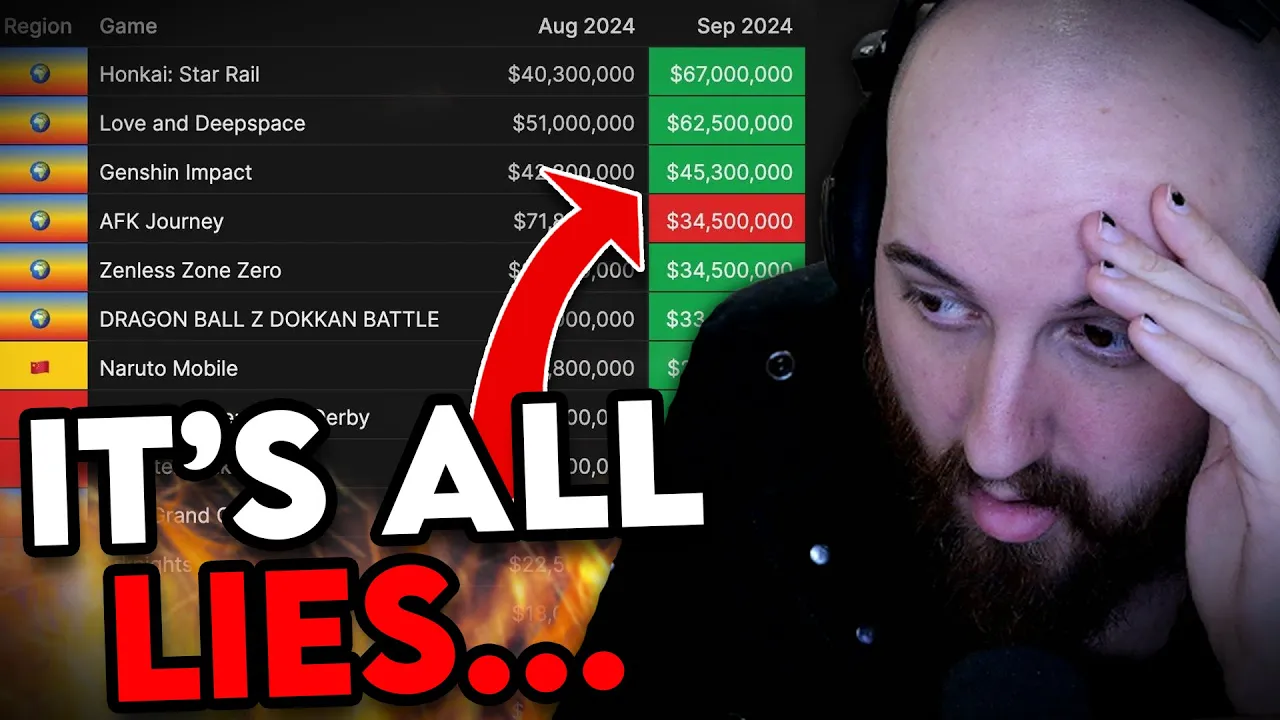 Region Game Aug 2024 Sep 2024
Honkai: Star Rail $40,300,000 $67,000,000
Love and Deepspace $51,000,000 $62,500,000
Genshin Impact $45,300,000
AFK Journey $34,500,000
Zenless Zone Zero $34,500,000
DRAGON BALL Z DOKKAN BATTLE
Naruto Mobile
Derby
IT'S ALL
Grand
LIES...